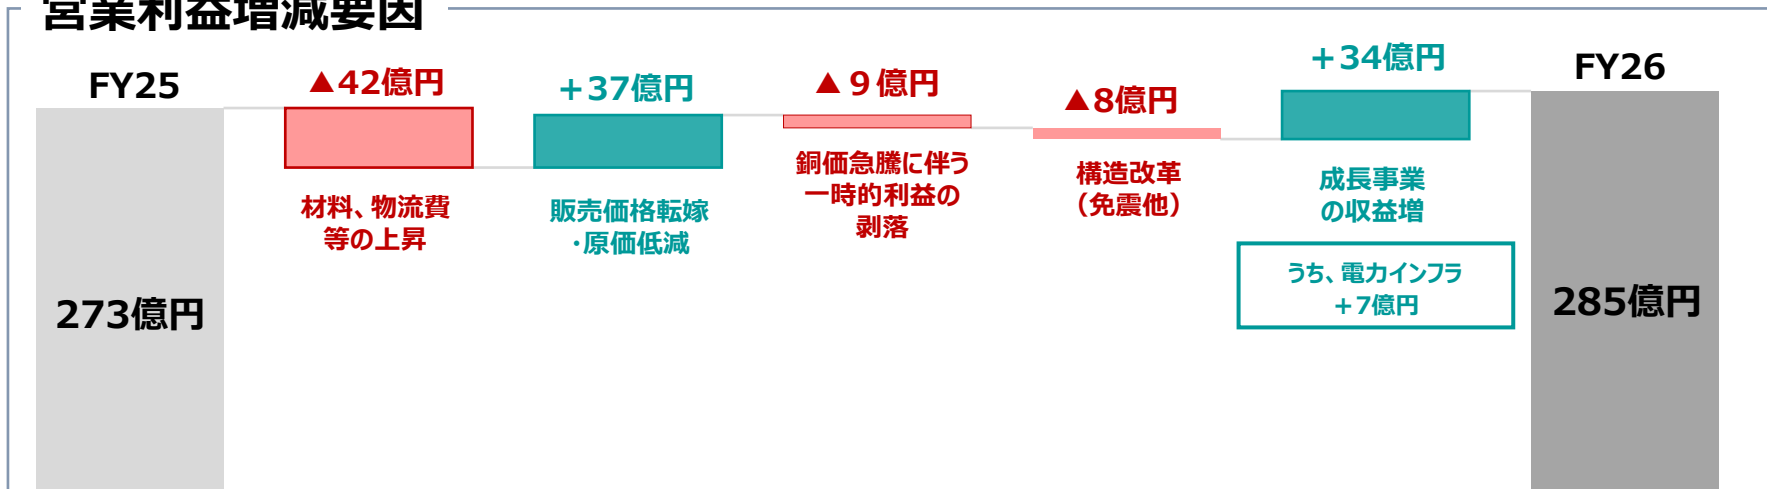 営業利益増減要因
FY25
▲42億円
+37億円
▲9億円
▲8億円
+34億円
FY26
材料、物流費
等の上昇
販売価格転嫁
・原価低減
銅価急騰に伴う
一時的利益の
剥落
構造改革
(免震他)
成長事業
の収益増
うち、電力インフラ
+7億円
273億円
285億円